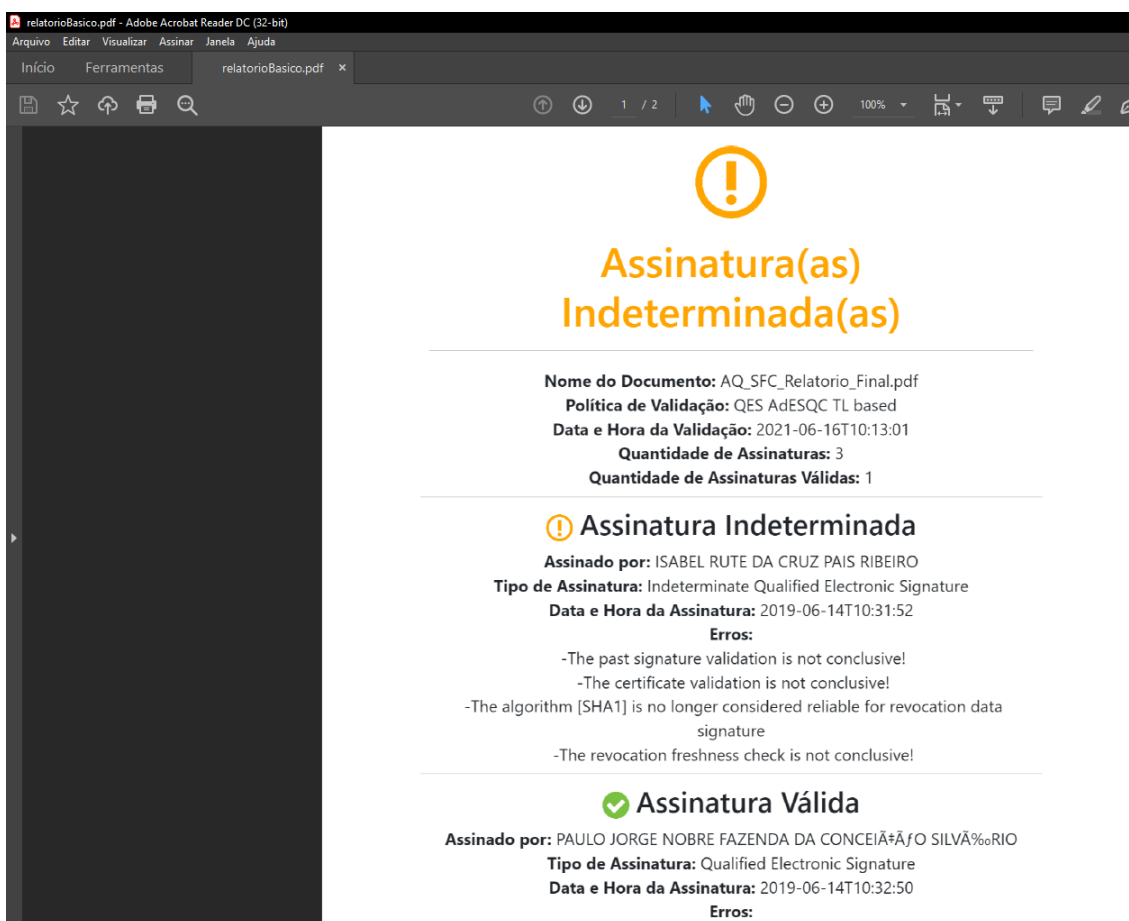 relatorioBasico.pdf - Adobe Acrobat Reader DC (32-bit)
Arquivo Editar Visualizar Assinar Janela Ajuda
Início Ferramentas relatorioBasico.pdf ×
1 / 2 100%
Assinatura(as)
Indeterminada(as)
Nome do Documento: AQ_SFC_Relatorio_Final.pdf
Política de Validação: QES AdESQC TL based
Data e Hora da Validação: 2021-06-16T10:13:01
Quantidade de Assinaturas: 3
Quantidade de Assinaturas Válidas: 1
Assinatura Indeterminada
Assinado por: ISABEL RUTE DA CRUZ PAIS RIBEIRO
Tipo de Assinatura: Indeterminate Qualified Electronic Signature
Data e Hora da Assinatura: 2019-06-14T10:31:52
Erros:
-The past signature validation is not conclusive!
-The certificate validation is not conclusive!
-The algorithm [SHA1] is no longer considered reliable for revocation data
signature
-The revocation freshness check is not conclusive!
Assinatura Válida
Assinado por: PAULO JORGE NOBRE FAZENDA DA CONCEIÃ‡ÃƒO SILVÃ‰RIO
Tipo de Assinatura: Qualified Electronic Signature
Data e Hora da Assinatura: 2019-06-14T10:32:50
Erros: